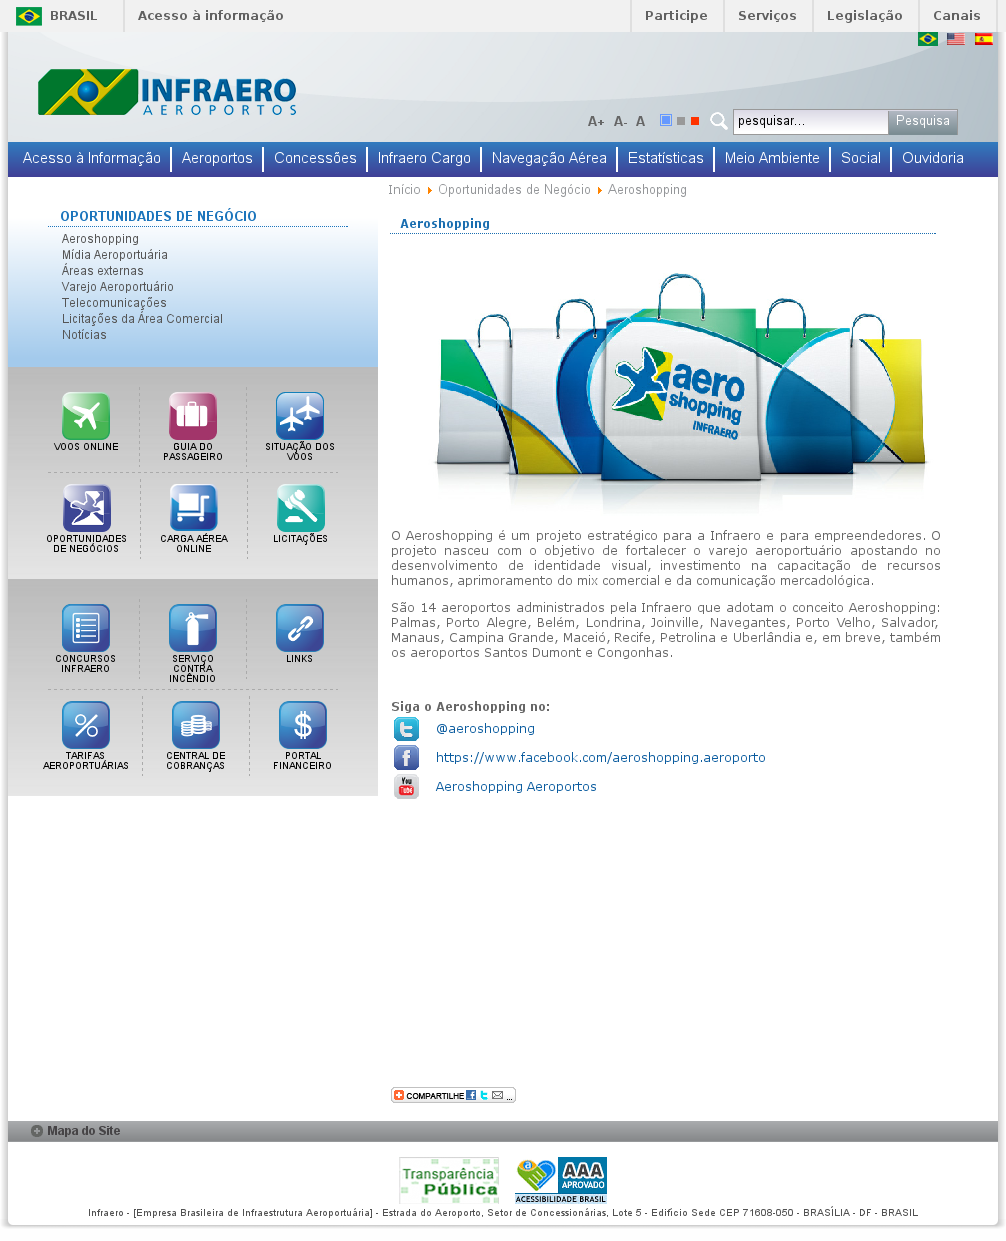 BRASIL Acesso à informação Participe Serviços Legislação Canais
INFRAERO
AEROPORTOS
A+ A- A pesquisar... Pesquisa
Acesso à Informação Aeroportos Concessões Infraero Cargo Navegação Aérea Estatísticas Meio Ambiente Social Ouvidoria
Início Oportunidades de Negócio Aeroshopping
OPORTUNIDADES DE NEGÓCIO
Aeroshopping
Mídia Aeroportuária
Áreas externas
Varejo Aeroportuário
Telecomunicações
Licitações da Área Comercial
Notícias
VOOS ONLINE
GUIA DO
PASSAGEIRO
SITUAÇÃO DOS
VÔOS
OPORTUNIDADES
DE NEGÓCIOS
CARGA AÉREA
ONLINE
LICITAÇÕES
CONCURSOS
INFRAERO
SERVIÇO
CONTRA
INCÊNDIO
LINKS
TARIFAS
AEROPORTUÁRIAS
CENTRAL DE
COBRANÇAS
PORTAL
FINANCEIRO
Aeroshopping
aero
shopping
INFRAERO
O Aeroshopping é um projeto estratégico para a Infraero e para empreendedores. O
projeto nasceu com o objetivo de fortalecer o varejo aeroportuário apostando no
desenvolvimento de identidade visual, investimento na capacitação de recursos
humanos, aprimoramento do mix comercial e da comunicação mercadológica.
São 14 aeroportos administrados pela Infraero que adotam o conceito Aeroshopping:
Palmas, Porto Alegre, Belém, Londrina, Joinville, Navegantes, Porto Velho, Salvador,
Manaus, Campina Grande, Maceió, Recife, Petrolina e Uberlândia e, em breve, também
os aeroportos Santos Dumont e Congonhas.
Siga o Aeroshopping no:
@aeroshopping
https://www.facebook.com/aeroshopping.aeroporto
You
Tube Aeroshopping Aeroportos
COMPARTILHE ...
Mapa do Site
Transparência
Pública
AAA
APROVADO
ACESSIBILIDADE BRASIL
Infraero - [Empresa Brasileira de Infraestrutura Aeroportuária] - Estrada do Aeroporto, Setor de Concessionárias, Lote 5 - Edifício Sede CEP 71608-050 - BRASÍLIA - DF - BRASIL